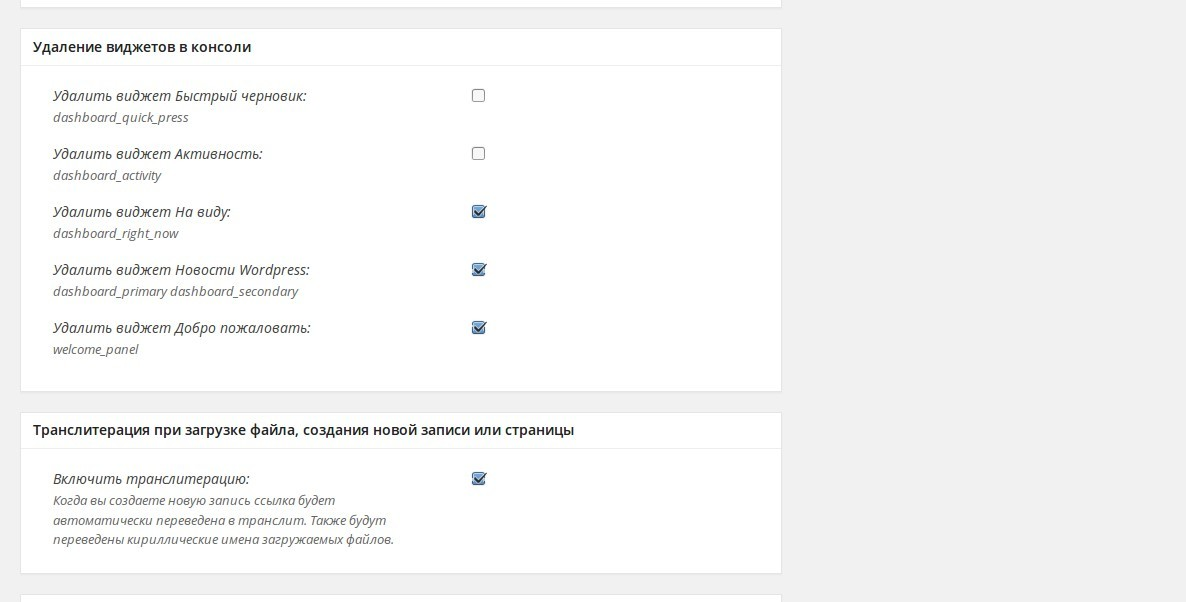 Удаление виджетов в консоли
Удалить виджет Быстрый черновик:
dashboard_quick_press
Удалить виджет Активность:
dashboard_activity
Удалить виджет На виду:
dashboard_right_now
Удалить виджет Новости Wordpress:
dashboard_primary dashboard_secondary
Удалить виджет Добро пожаловать:
welcome_panel
Транслитерация при загрузке файла, создания новой записи или страницы
Включить транслитерацию:
Когда вы создаете новую запись ссылка будет
автоматически переведена в транслит. Также будут
переведены кириллические имена загружаемых файлов.